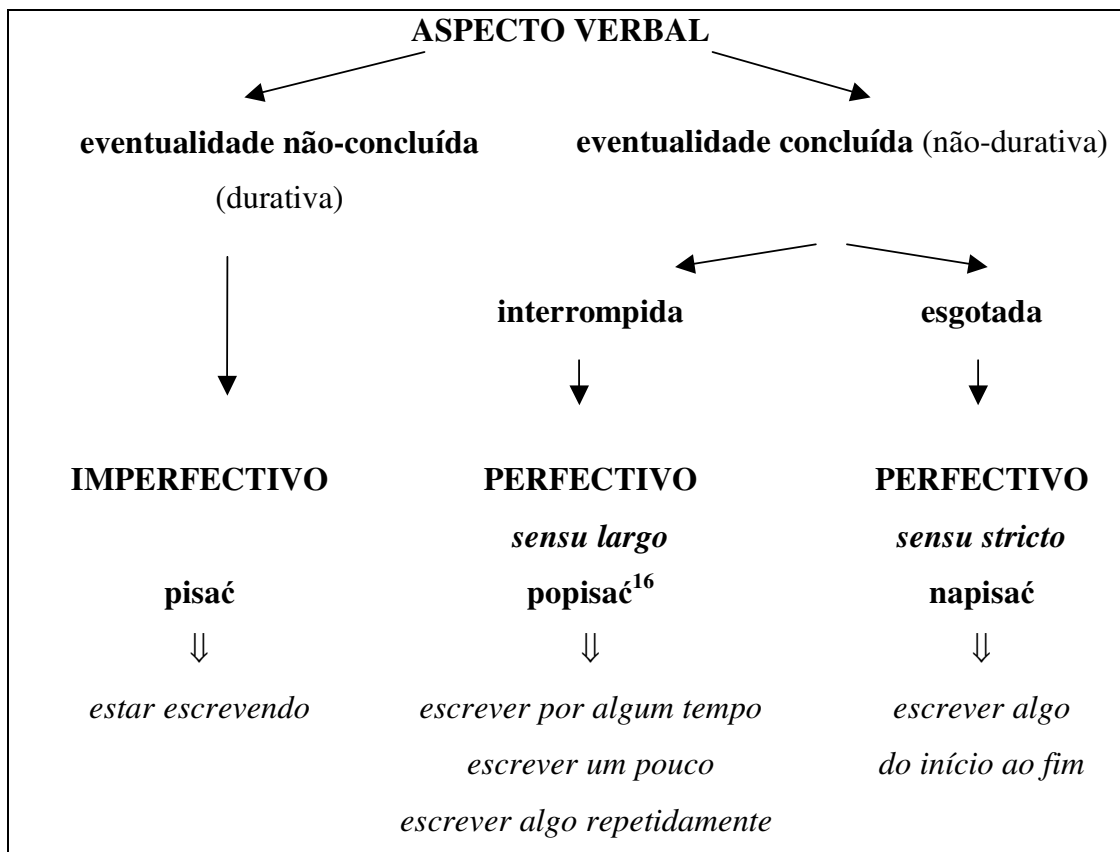 ASPECTO VERBAL
eventualidade não-concluída
(durativa)
eventualidade concluída (não-durativa)
interrompida
esgotada
IMPERFECTIVO
pisać
⇓
estar escrevendo
PERFECTIVO
sensu largo
popisać¹⁶
⇓
escrever por algum tempo
escrever um pouco
escrever algo repetidamente
PERFECTIVO
sensu stricto
napisać
⇓
escrever algo
do início ao fim